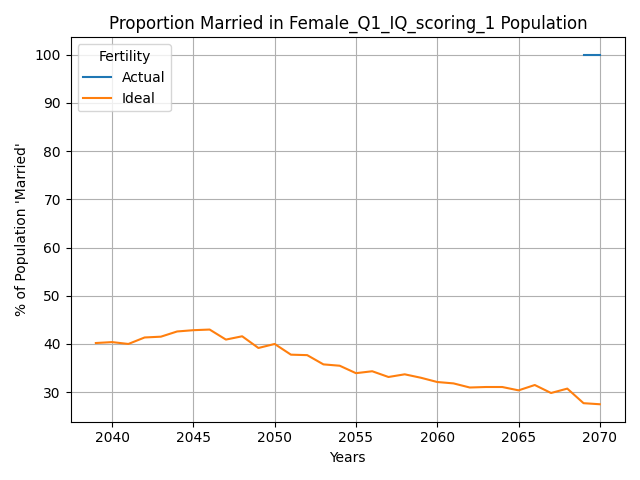 Proportion Married in Female_Q1_IQ_scoring_1 Population
Fertility
Actual
Ideal
% of Population 'Married'
100
90
80
70
60
50
40
30
2040 2045 2050 2055 2060 2065 2070
Years